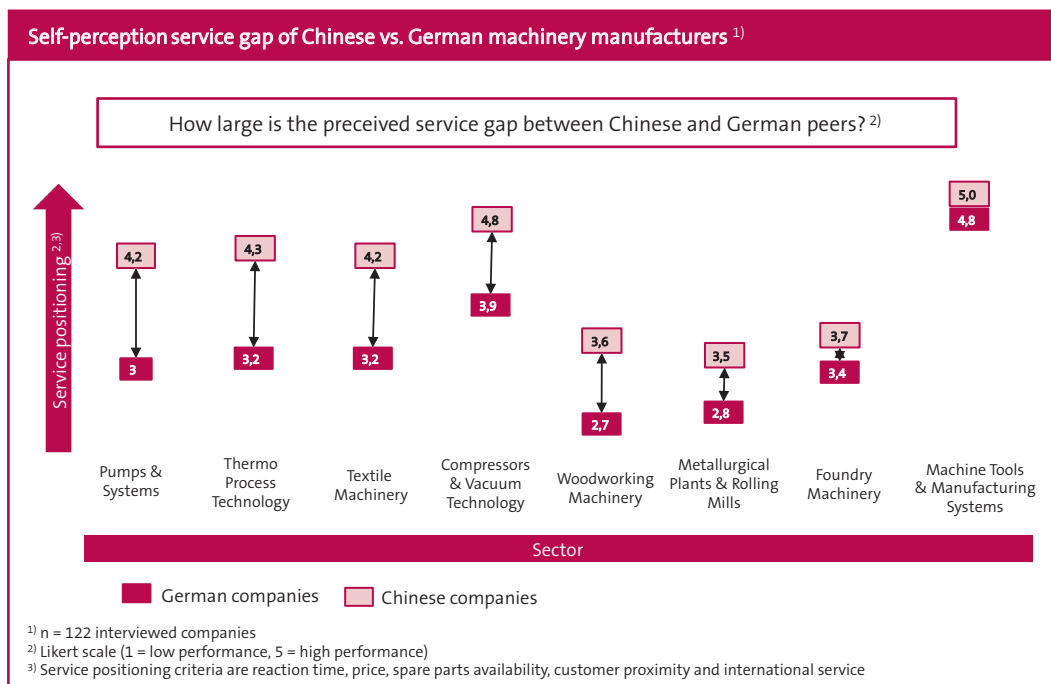 Self-perception service gap of Chinese vs. German machinery manufacturers 1)
How large is the preceived service gap between Chinese and German peers? 2)
Service positioning 2,3)
4,2
3
4,3
3,2
4,2
3,2
4,8
3,9
3,6
2,7
3,5
2,8
3,7
3,4
5,0
4,8
Pumps &
Systems
Thermo
Process
Technology
Textile
Machinery
Compressors
& Vacuum
Technology
Woodworking
Machinery
Metallurgical
Plants & Rolling
Mills
Foundry
Machinery
Machine Tools
& Manufacturing
Systems
Sector
German companies
Chinese companies
1) n = 122 interviewed companies
2) Likert scale (1 = low performance, 5 = high performance)
3) Service positioning criteria are reaction time, price, spare parts availability, customer proximity and international service